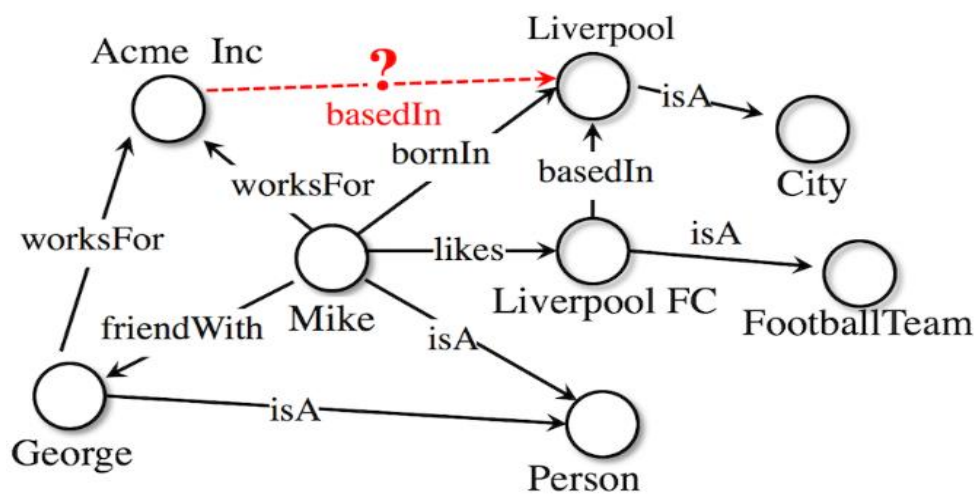 Liverpool
Acme Inc
?
basedIn
isA
bornIn
City
worksFor
basedIn
worksFor
likes
isA
Mike
Liverpool FC
FootballTeam
friendWith
isA
George
isA
Person